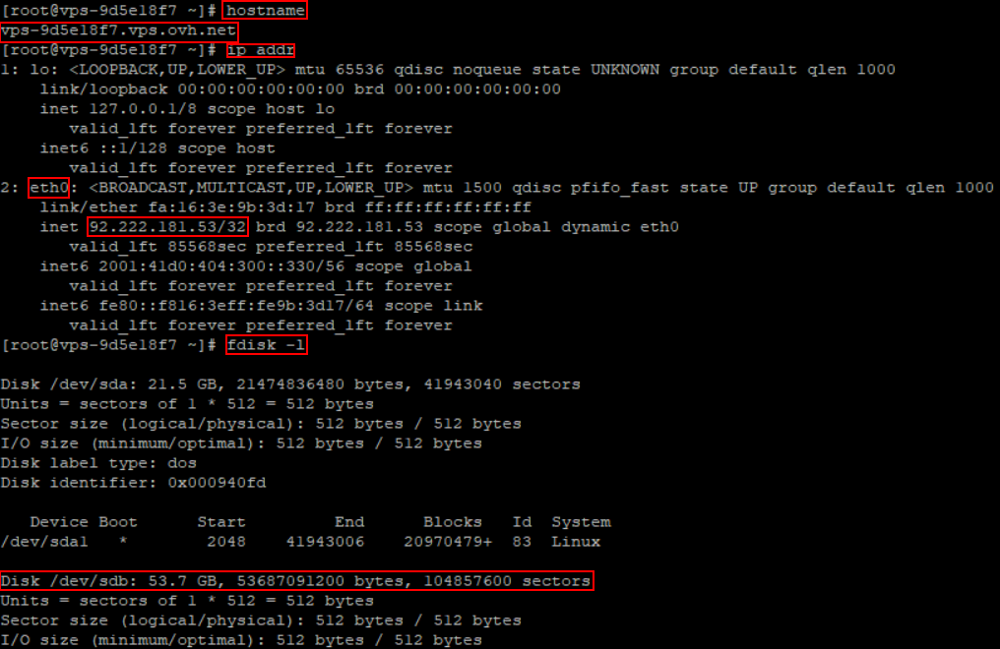 [root@vps-9d5e18f7 ~]# hostname
vps-9d5e18f7.vps.ovh.net
[root@vps-9d5e18f7 ~]# ip addr
1: lo: <LOOPBACK,UP,LOWER_UP> mtu 65536 qdisc noqueue state UNKNOWN group default qlen 1000
    link/loopback 00:00:00:00:00:00 brd 00:00:00:00:00:00
    inet 127.0.0.1/8 scope host lo
       valid_lft forever preferred_lft forever
    inet6 ::1/128 scope host
       valid_lft forever preferred_lft forever
2: eth0: <BROADCAST,MULTICAST,UP,LOWER_UP> mtu 1500 qdisc pfifo_fast state UP group default qlen 1000
    link/ether fa:16:3e:9b:3d:17 brd ff:ff:ff:ff:ff:ff
    inet 92.222.181.53/32 brd 92.222.181.53 scope global dynamic eth0
       valid_lft 85568sec preferred_lft 85568sec
    inet6 2001:41d0:404:300::330/56 scope global
       valid_lft forever preferred_lft forever
    inet6 fe80::f816:3eff:fe9b:3d17/64 scope link
       valid_lft forever preferred_lft forever
[root@vps-9d5e18f7 ~]# fdisk -l

Disk /dev/sda: 21.5 GB, 21474836480 bytes, 41943040 sectors
Units = sectors of 1 * 512 = 512 bytes
Sector size (logical/physical): 512 bytes / 512 bytes
I/O size (minimum/optimal): 512 bytes / 512 bytes
Disk label type: dos
Disk identifier: 0x000940fd

   Device Boot      Start         End      Blocks   Id  System
/dev/sda1   *        2048    41943006    20970479+  83  Linux

Disk /dev/sdb: 53.7 GB, 53687091200 bytes, 104857600 sectors
Units = sectors of 1 * 512 = 512 bytes
Sector size (logical/physical): 512 bytes / 512 bytes
I/O size (minimum/optimal): 512 bytes / 512 bytes